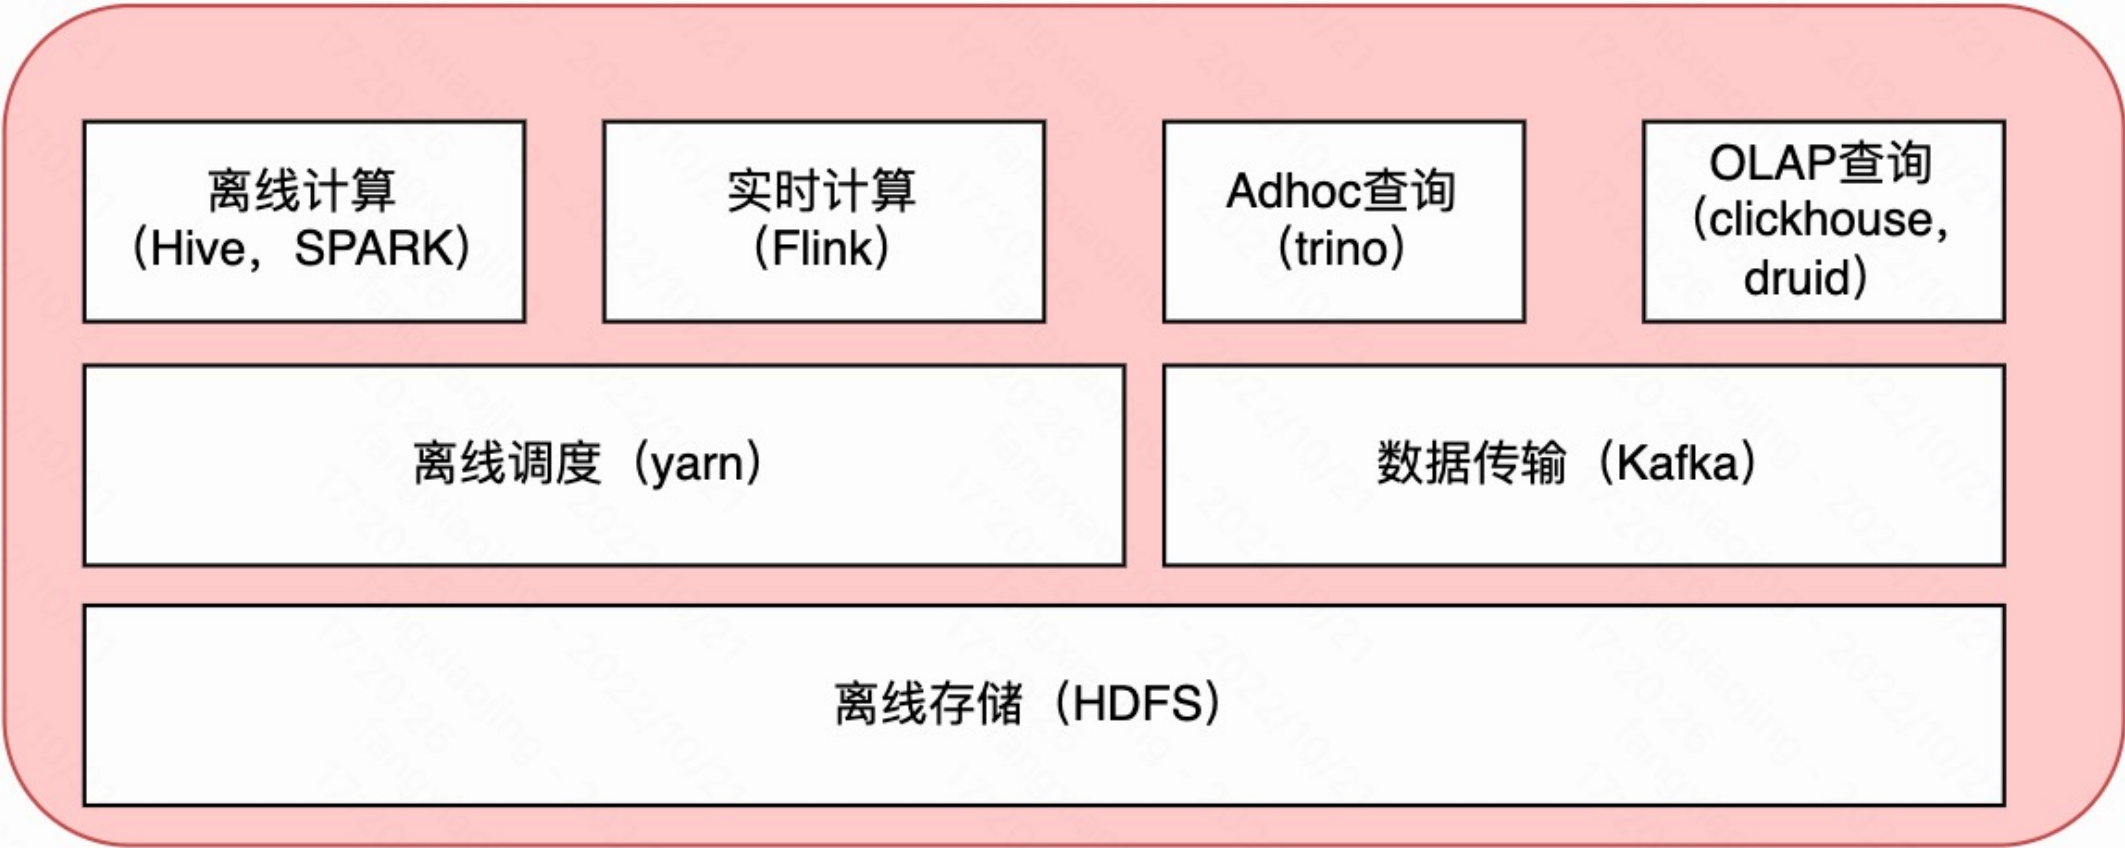 离线计算
（Hive，SPARK）
实时计算
（Flink）
Adhoc查询
（trino）
OLAP查询
（clickhouse,
druid）
离线调度（yarn）
数据传输（Kafka）
离线存储（HDFS）